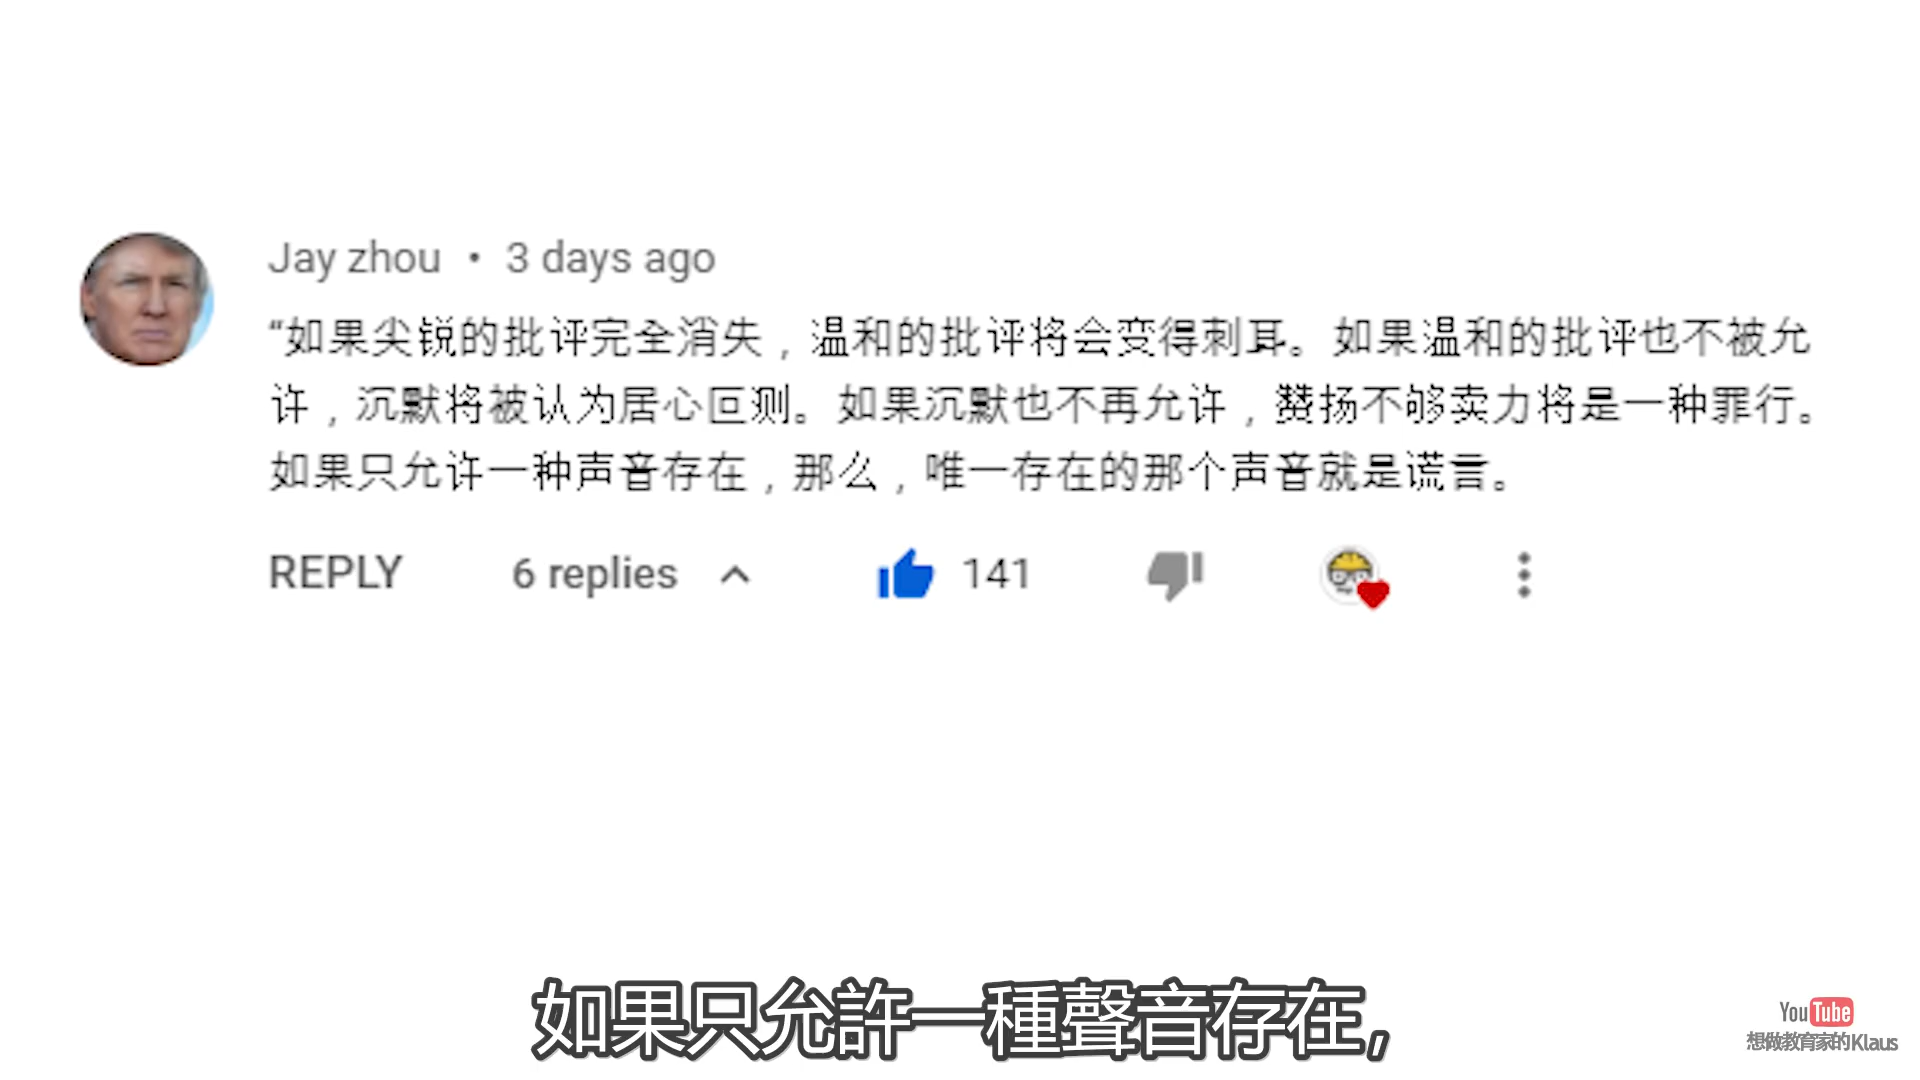 Jay zhou • 3 days ago
“如果尖锐的批评完全消失，温和的批评将会变得刺耳。如果温和的批评也不被允
许，沉默将被认为居心叵测。如果沉默也不再允许，赞扬不够卖力将是一种罪行。
如果只允许一种声音存在，那么，唯一存在的那个声音就是谎言。
REPLY 6 replies 141
如果只允許一種聲音存在,
YouTube
想做教育家的Klaus